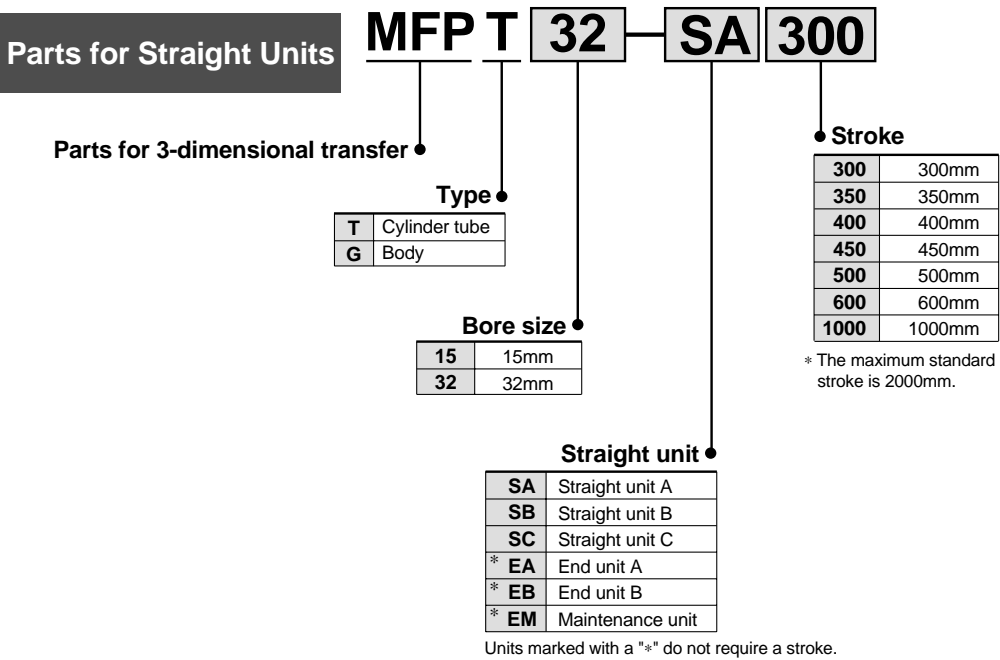 Parts for Straight Units
MFP T 32 – SA 300
Parts for 3-dimensional transfer
Stroke
300 300mm
350 350mm
400 400mm
450 450mm
500 500mm
600 600mm
1000 1000mm
* The maximum standard
stroke is 2000mm.
Type
T Cylinder tube
G Body
Bore size
15 15mm
32 32mm
Straight unit
SA Straight unit A
SB Straight unit B
SC Straight unit C
* EA End unit A
* EB End unit B
* EM Maintenance unit
Units marked with a "*" do not require a stroke.